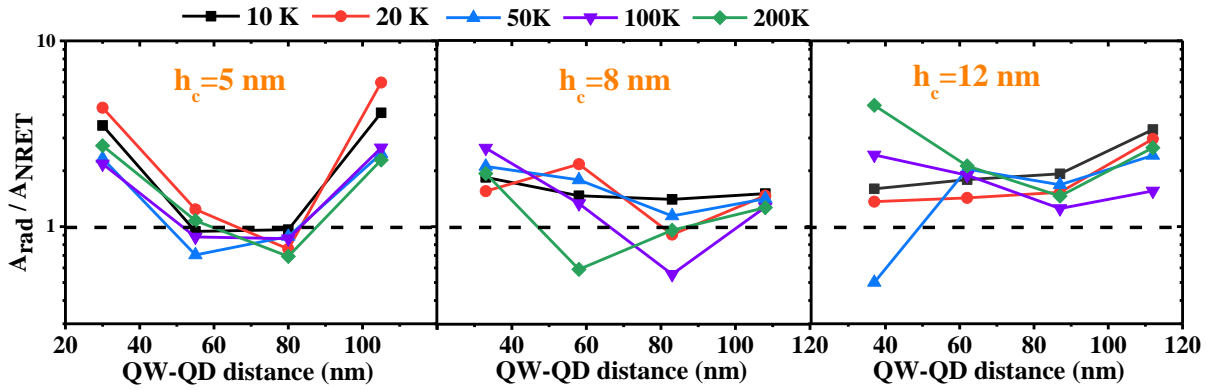 10 K 20 K 50K 100K 200K
A_rad / A_NRET
10
1
h_c=5 nm
h_c=8 nm
h_c=12 nm
20 40 60 80 100
40 60 80 100
40 60 80 100 120
QW-QD distance (nm)
QW-QD distance (nm)
QW-QD distance (nm)